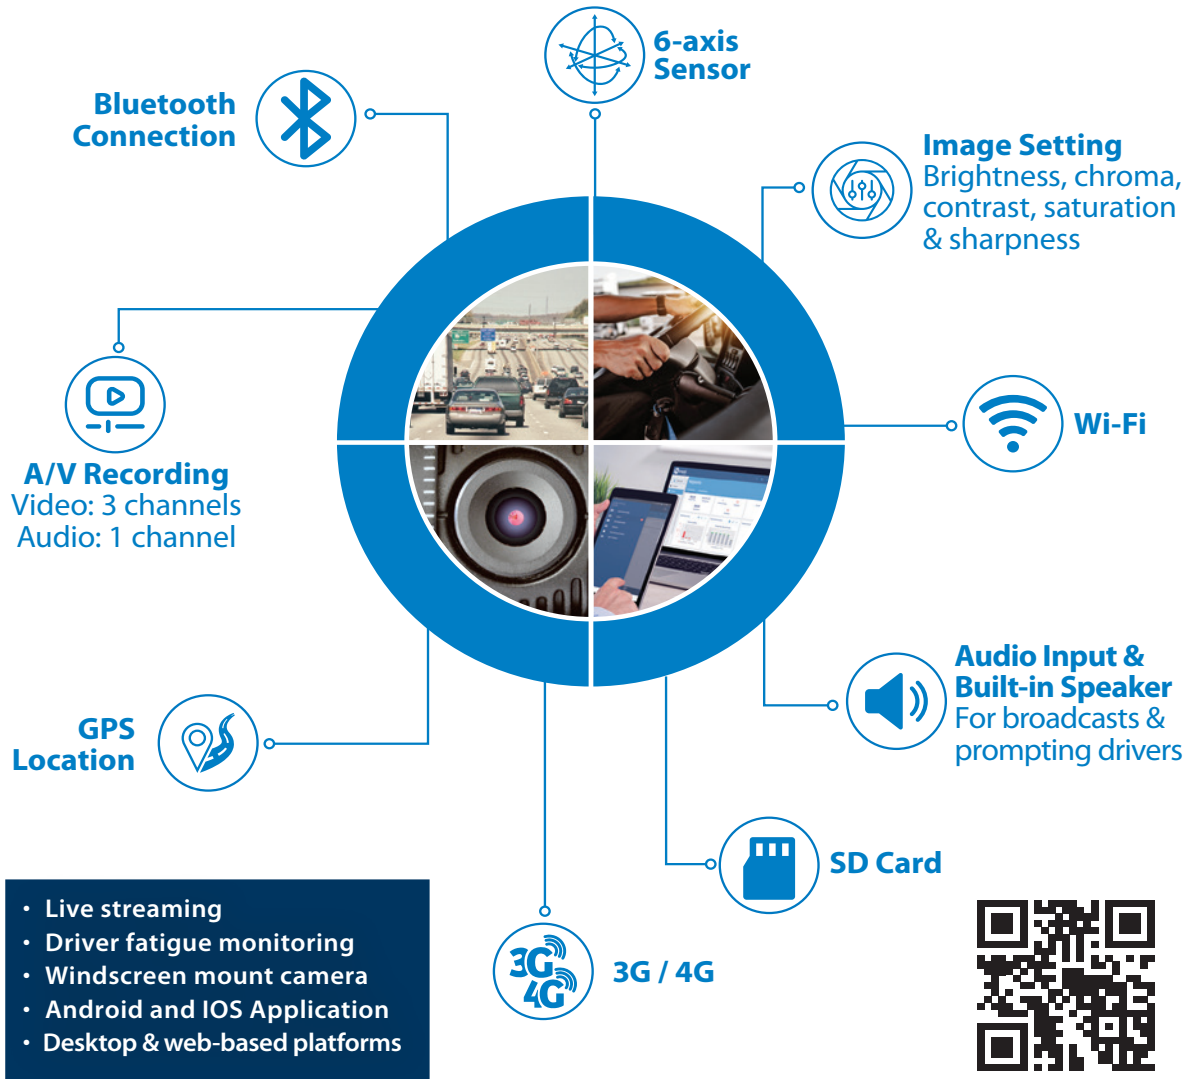 6-axis
Sensor
Bluetooth
Connection
Image Setting
Brightness, chroma,
contrast, saturation
& sharpness
A/V Recording
Video: 3 channels
Audio: 1 channel
Wi-Fi
Audio Input &
Built-in Speaker
For broadcasts &
prompting drivers
GPS
Location
SD Card
3G
4G
3G / 4G
• Live streaming
• Driver fatigue monitoring
• Windscreen mount camera
• Android and IOS Application
• Desktop & web-based platforms